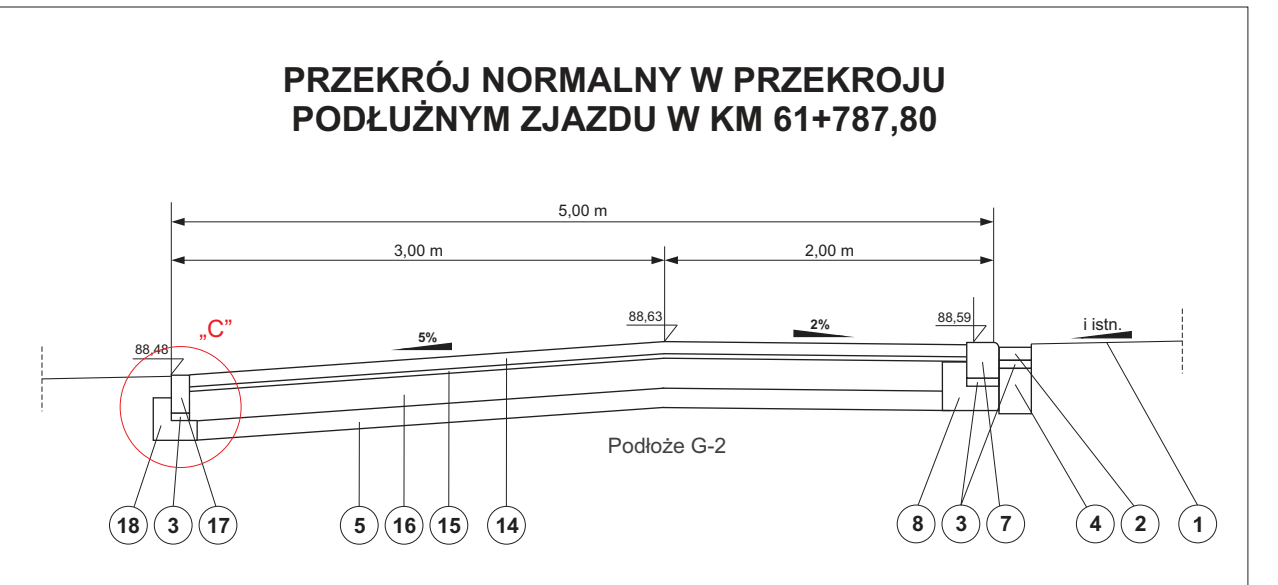 PRZEKRÓJ NORMALNY W PRZEKROJU
PODŁUŻNYM ZJAZDU W KM 61+787,80
5,00 m
3,00 m
2,00 m
„C”
88,48
5%
88,63
2%
88,59
i istn.
Podłoże G-2
18
3
17
5
16
15
14
8
3
7
4
2
1